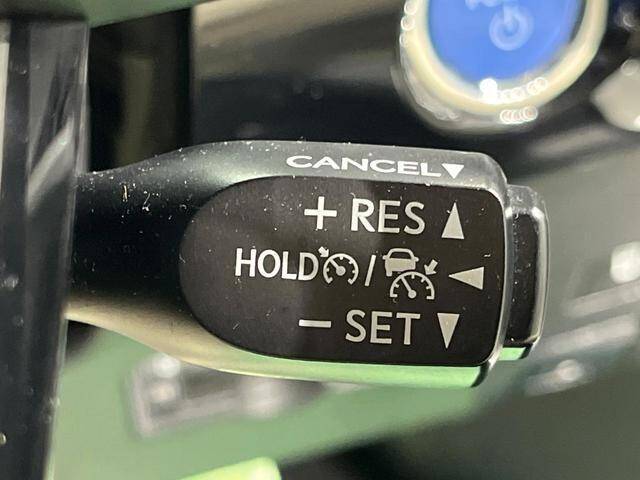 CANCEL▼
+ RES ▲
HOLD / ◀
− SET ▼